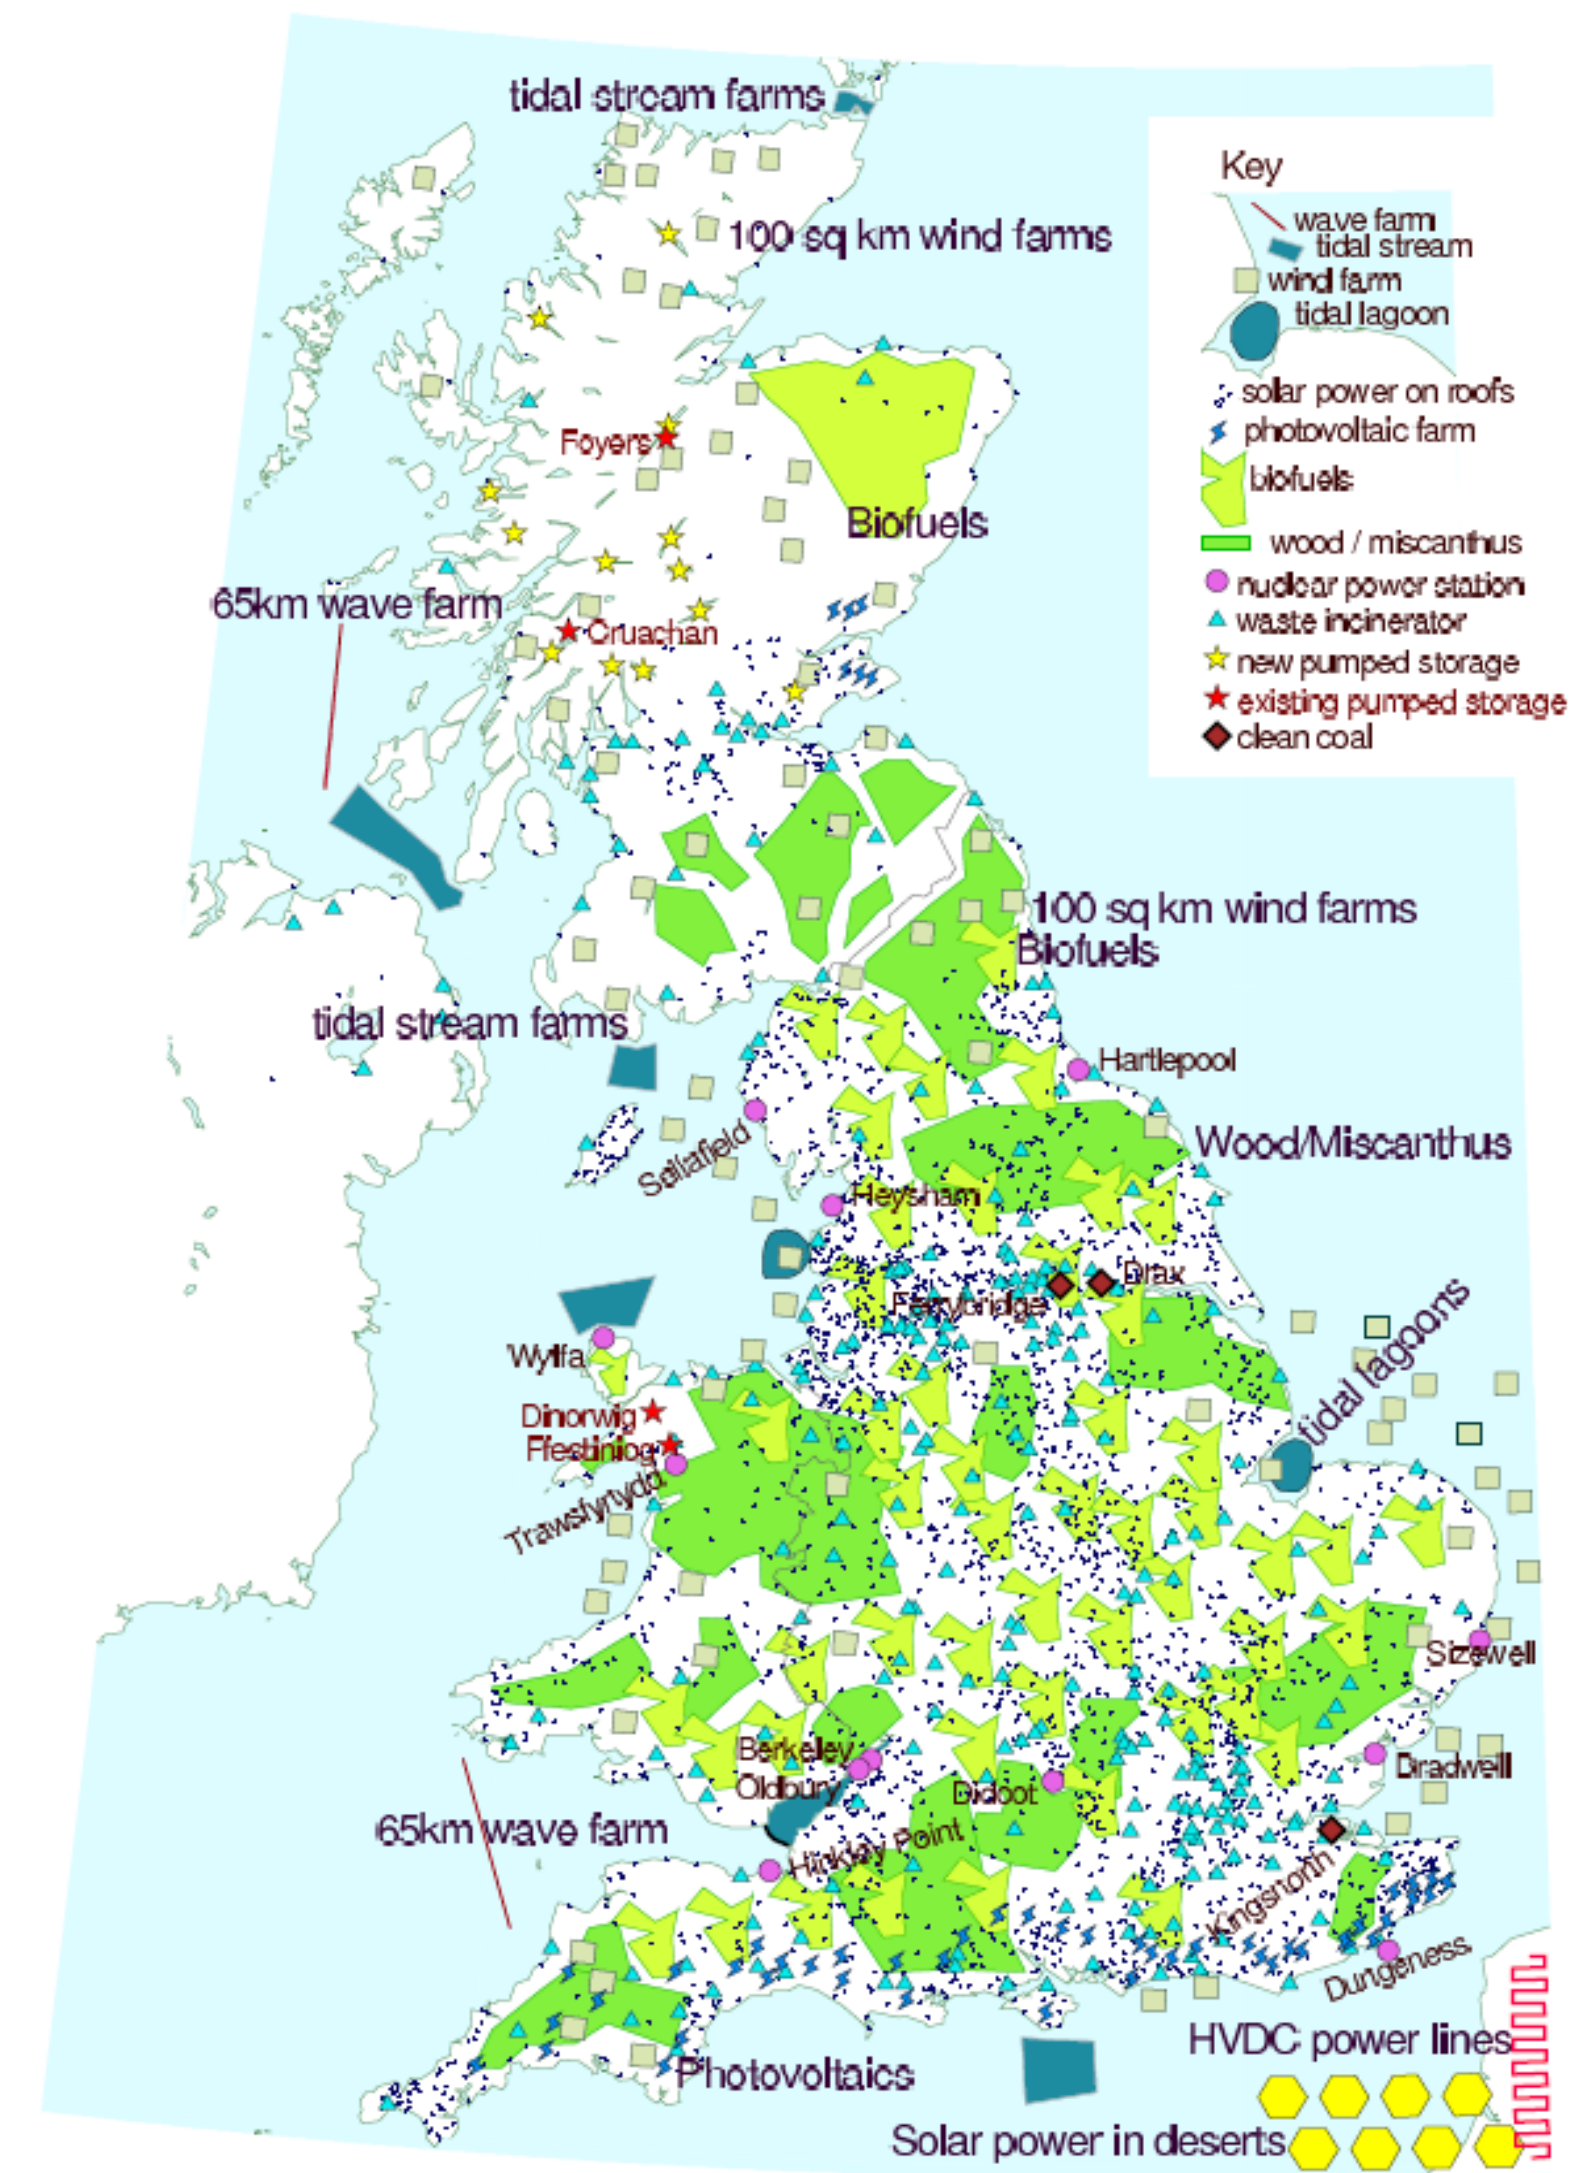 tidal stream farms
100 sq km wind farms
Key
wave farm
tidal stream
wind farm
tidal lagoon
solar power on roofs
photovoltaic farm
biofuels
wood / miscanthus
nuclear power station
waste incinerator
new pumped storage
existing pumped storage
clean coal
Foyers
Biofuels
65km wave farm
Cruachan
100 sq km wind farms
Biofuels
tidal stream farms
Hartlepool
Sellafield
Wood/Miscanthus
Heysham
Drax
Ferrybridge
tidal lagoons
Wylfa
Dinorwig
Ffestiniog
Trawsfyrtydd
Sizewell
Berkeley
Oldbury
Didcot
Bradwell
65km wave farm
Hinkley Point
Kingsnorth
Dungeness
HVDC power lines
Photovoltaics
Solar power in deserts